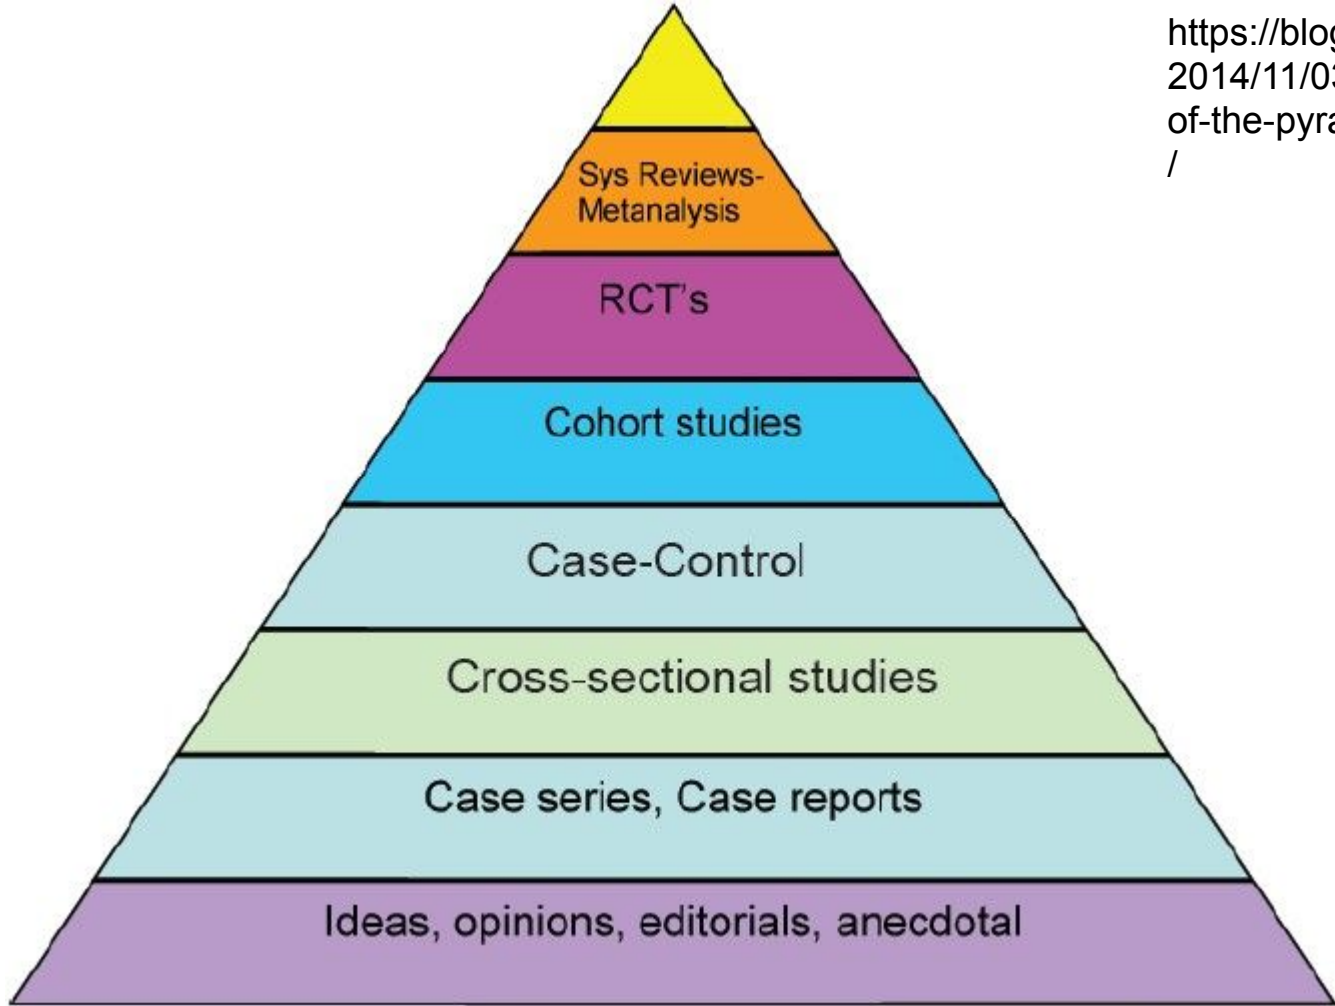 https://blog
2014/11/03
of-the-pyra
/
Sys Reviews-
Metanalysis
RCT's
Cohort studies
Case-Control
Cross-sectional studies
Case series, Case reports
Ideas, opinions, editorials, anecdotal